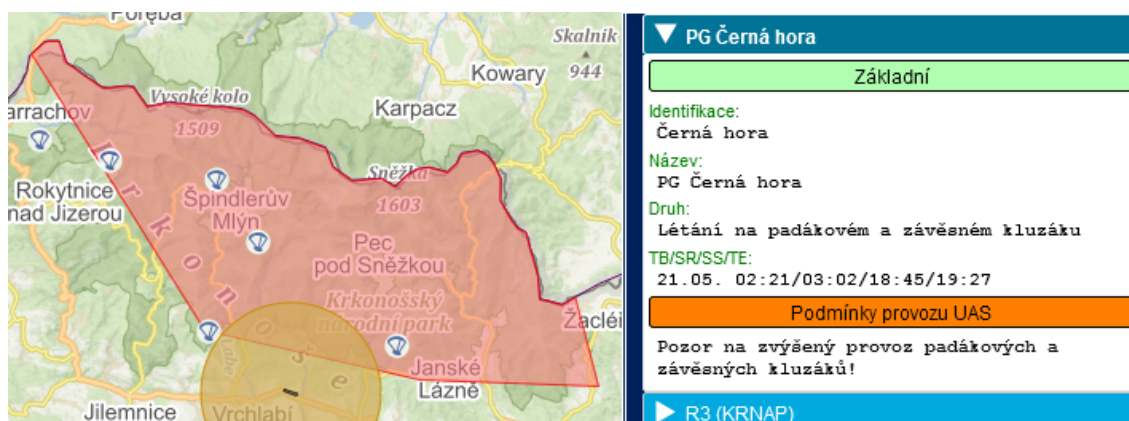 Poręba
Skalnik
944
Kowary
Vysoké kolo
1509
Karpacz
arrachov
Sněžka
1603
Rokytnice
nad Jizerou
Špindlerův
Mlýn
Pec
pod Sněžkou
Krkonošský
národní park
Žacléř
Janské
Lázně
Labe
Jilemnice
Vrchlabí
PG Černá hora
Základní
Identifikace:
Černá hora
Název:
PG Černá hora
Druh:
Létání na padákovém a závěsném kluzáku
TB/SR/SS/TE:
21.05. 02:21/03:02/18:45/19:27
Podmínky provozu UAS
Pozor na zvýšený provoz padákových a
závěsných kluzáků!
R3 (KRNAP)